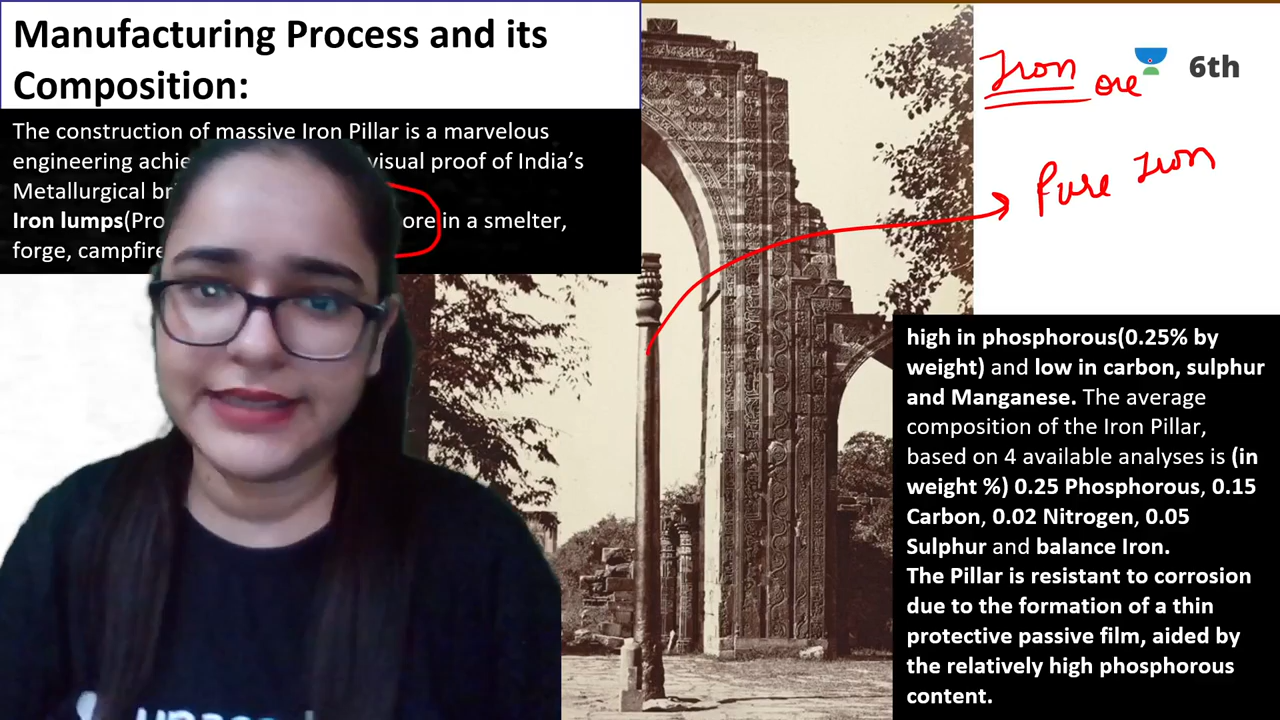 Manufacturing Process and its
Composition:
The construction of massive Iron Pillar is a marvelous
engineering visual proof of India's
Metallurgical
Iron lumps( ore in a smelter,
forge, campfire
Iron ore
6th
Pure Iron
high in phosphorous(0.25% by
weight) and low in carbon, sulphur
and Manganese. The average
composition of the Iron Pillar,
based on 4 available analyses is (in
weight %) 0.25 Phosphorous, 0.15
Carbon, 0.02 Nitrogen, 0.05
Sulphur and balance Iron.
The Pillar is resistant to corrosion
due to the formation of a thin
protective passive film, aided by
the relatively high phosphorous
content.